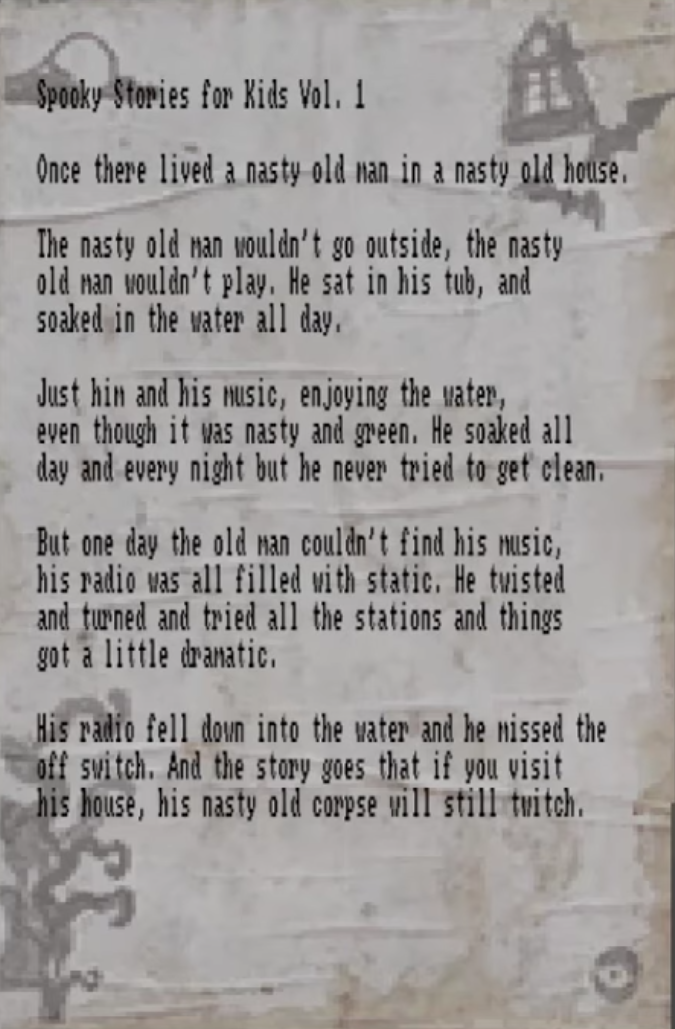 Spooky Stories for Kids Vol. 1
Once there lived a nasty old man in a nasty old house.
The nasty old man wouldn't go outside, the nasty
old man wouldn't play. He sat in his tub, and
soaked in the water all day.
Just him and his music, enjoying the water,
even though it was nasty and green. He soaked all
day and every night but he never tried to get clean.
But one day the old man couldn't find his music,
his radio was all filled with static. He twisted
and turned and tried all the stations and things
got a little dramatic.
His radio fell down into the water and he missed the
off switch. And the story goes that if you visit
his house, his nasty old corpse will still twitch.